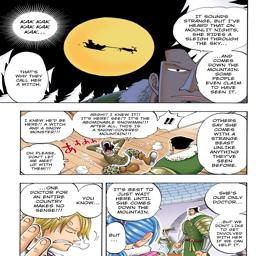 IT SOUNDS
STRANGE, BUT I'VE
HEARD THAT ON
MOONLIT NIGHTS,
SHE RIDES A
SLEIGH THROUGH
THE SKY...
KAK KAK
KAK KAK
KAK...
THAT'S
WHY THEY
CALL HER
A WITCH.
...AND
COMES
DOWN THE
MOUNTAIN.
SOME
PEOPLE
EVEN CLAIM
TO HAVE
SEEN IT.
OTHERS SAY
SHE COMES
WITH A
STRANGE
BEAST
UNLIKE
ANYTHING
THEY'VE
SEEN
BEFORE.
ARGH! I KNEW IT!!
IT'S HERE! SEE?! IT'S THE
ABOMINABLE SNOWMAN!!
AFTER ALL, THIS IS
A SNOW-COVERED
MOUNTAIN!!
I KNEW HE'D BE
HERE!! A WITCH
AND A SNOW
MONSTER!!
OH PLEASE,
DON'T LET
ME MEET
UP WITH
THEM!!
SHE'S
OUR ONLY
DOCTOR...
...BUT WE
DON'T LIKE
TO GET
INVOLVED
WITH HER
IF WE CAN
HELP IT.
IT'S BEST TO
JUST WAIT
HERE UNTIL
SHE COMES
DOWN THE
MOUNTAIN.
BUT
...
YOU
KNOW...
...ONE
DOCTOR FOR
AN ENTIRE
COUNTRY
MAKES NO
SENSE!!!